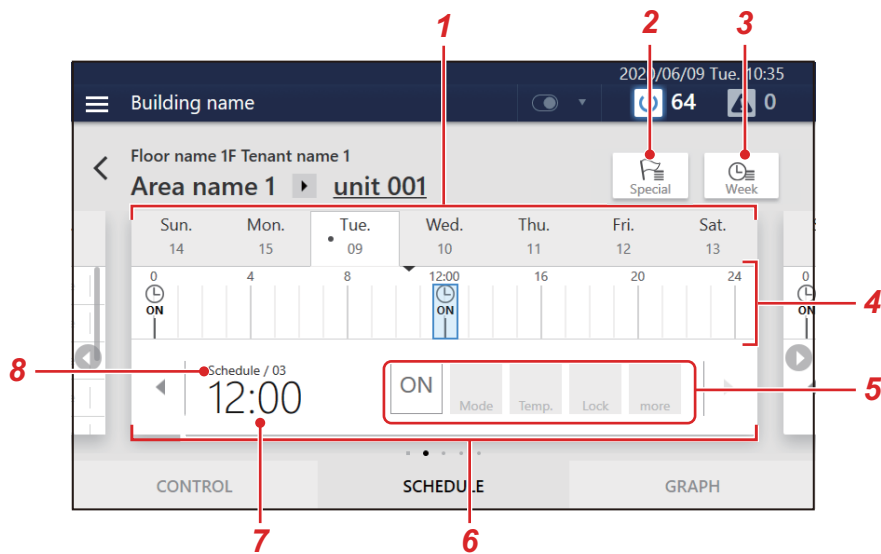 1
2
3
2020/06/09 Tue. 10:35
Building name
64
0
Floor name 1F Tenant name 1
Area name 1
unit 001
Special
Week
Sun.
Mon.
Tue.
Wed.
Thu.
Fri.
Sat.
14
15
09
10
11
12
13
0
4
8
12:00
16
20
24
0
ON
ON
ON
4
Schedule / 03
12:00
ON
Mode
Temp.
Lock
more
5
8
CONTROL
SCHEDULE
GRAPH
7
6